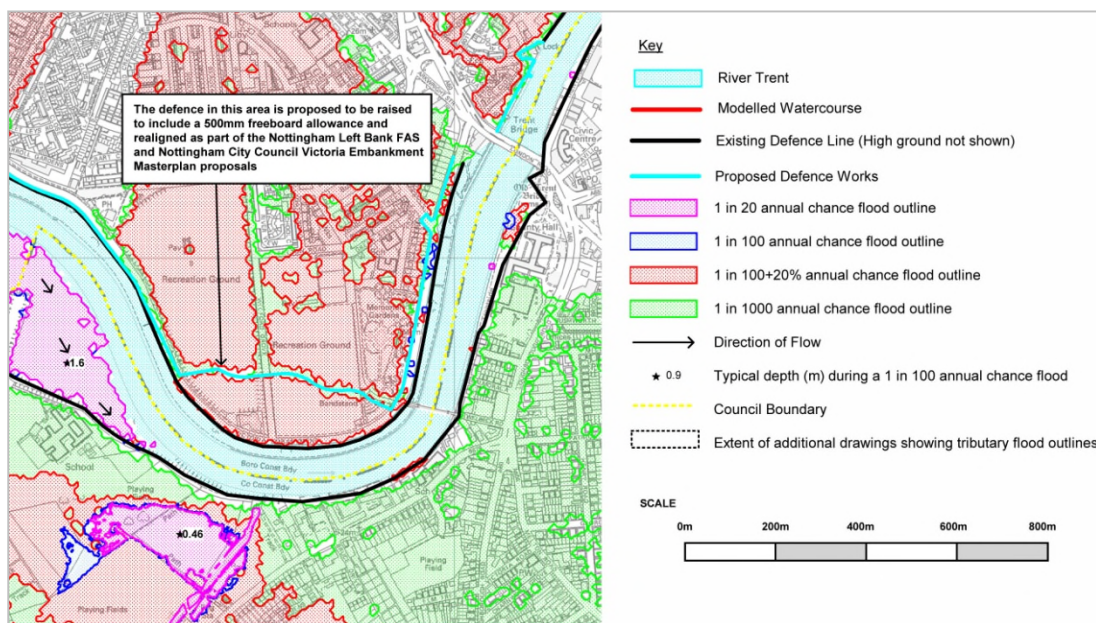 Schools
Lock
The defence in this area is proposed to be raised
to include a 500mm freeboard allowance and
realigned as part of the Nottingham Left Bank FAS
and Nottingham City Council Victoria Embankment
Masterplan proposals
Trent
Bridge
Civic
Centre
PH
County Hall
Recreation Ground
Memorial
Gardens
Recreation Ground
1.6
Bandstand
School
Boro Const Bdy
Co Const Bdy
Playing
0.46
Playing
Field
Playing Fields
Key
River Trent
Modelled Watercourse
Existing Defence Line (High ground not shown)
Proposed Defence Works
1 in 20 annual chance flood outline
1 in 100 annual chance flood outline
1 in 100+20% annual chance flood outline
1 in 1000 annual chance flood outline
Direction of Flow
0.9 Typical depth (m) during a 1 in 100 annual chance flood
Council Boundary
Extent of additional drawings showing tributary flood outlines
SCALE
0m 200m 400m 600m 800m